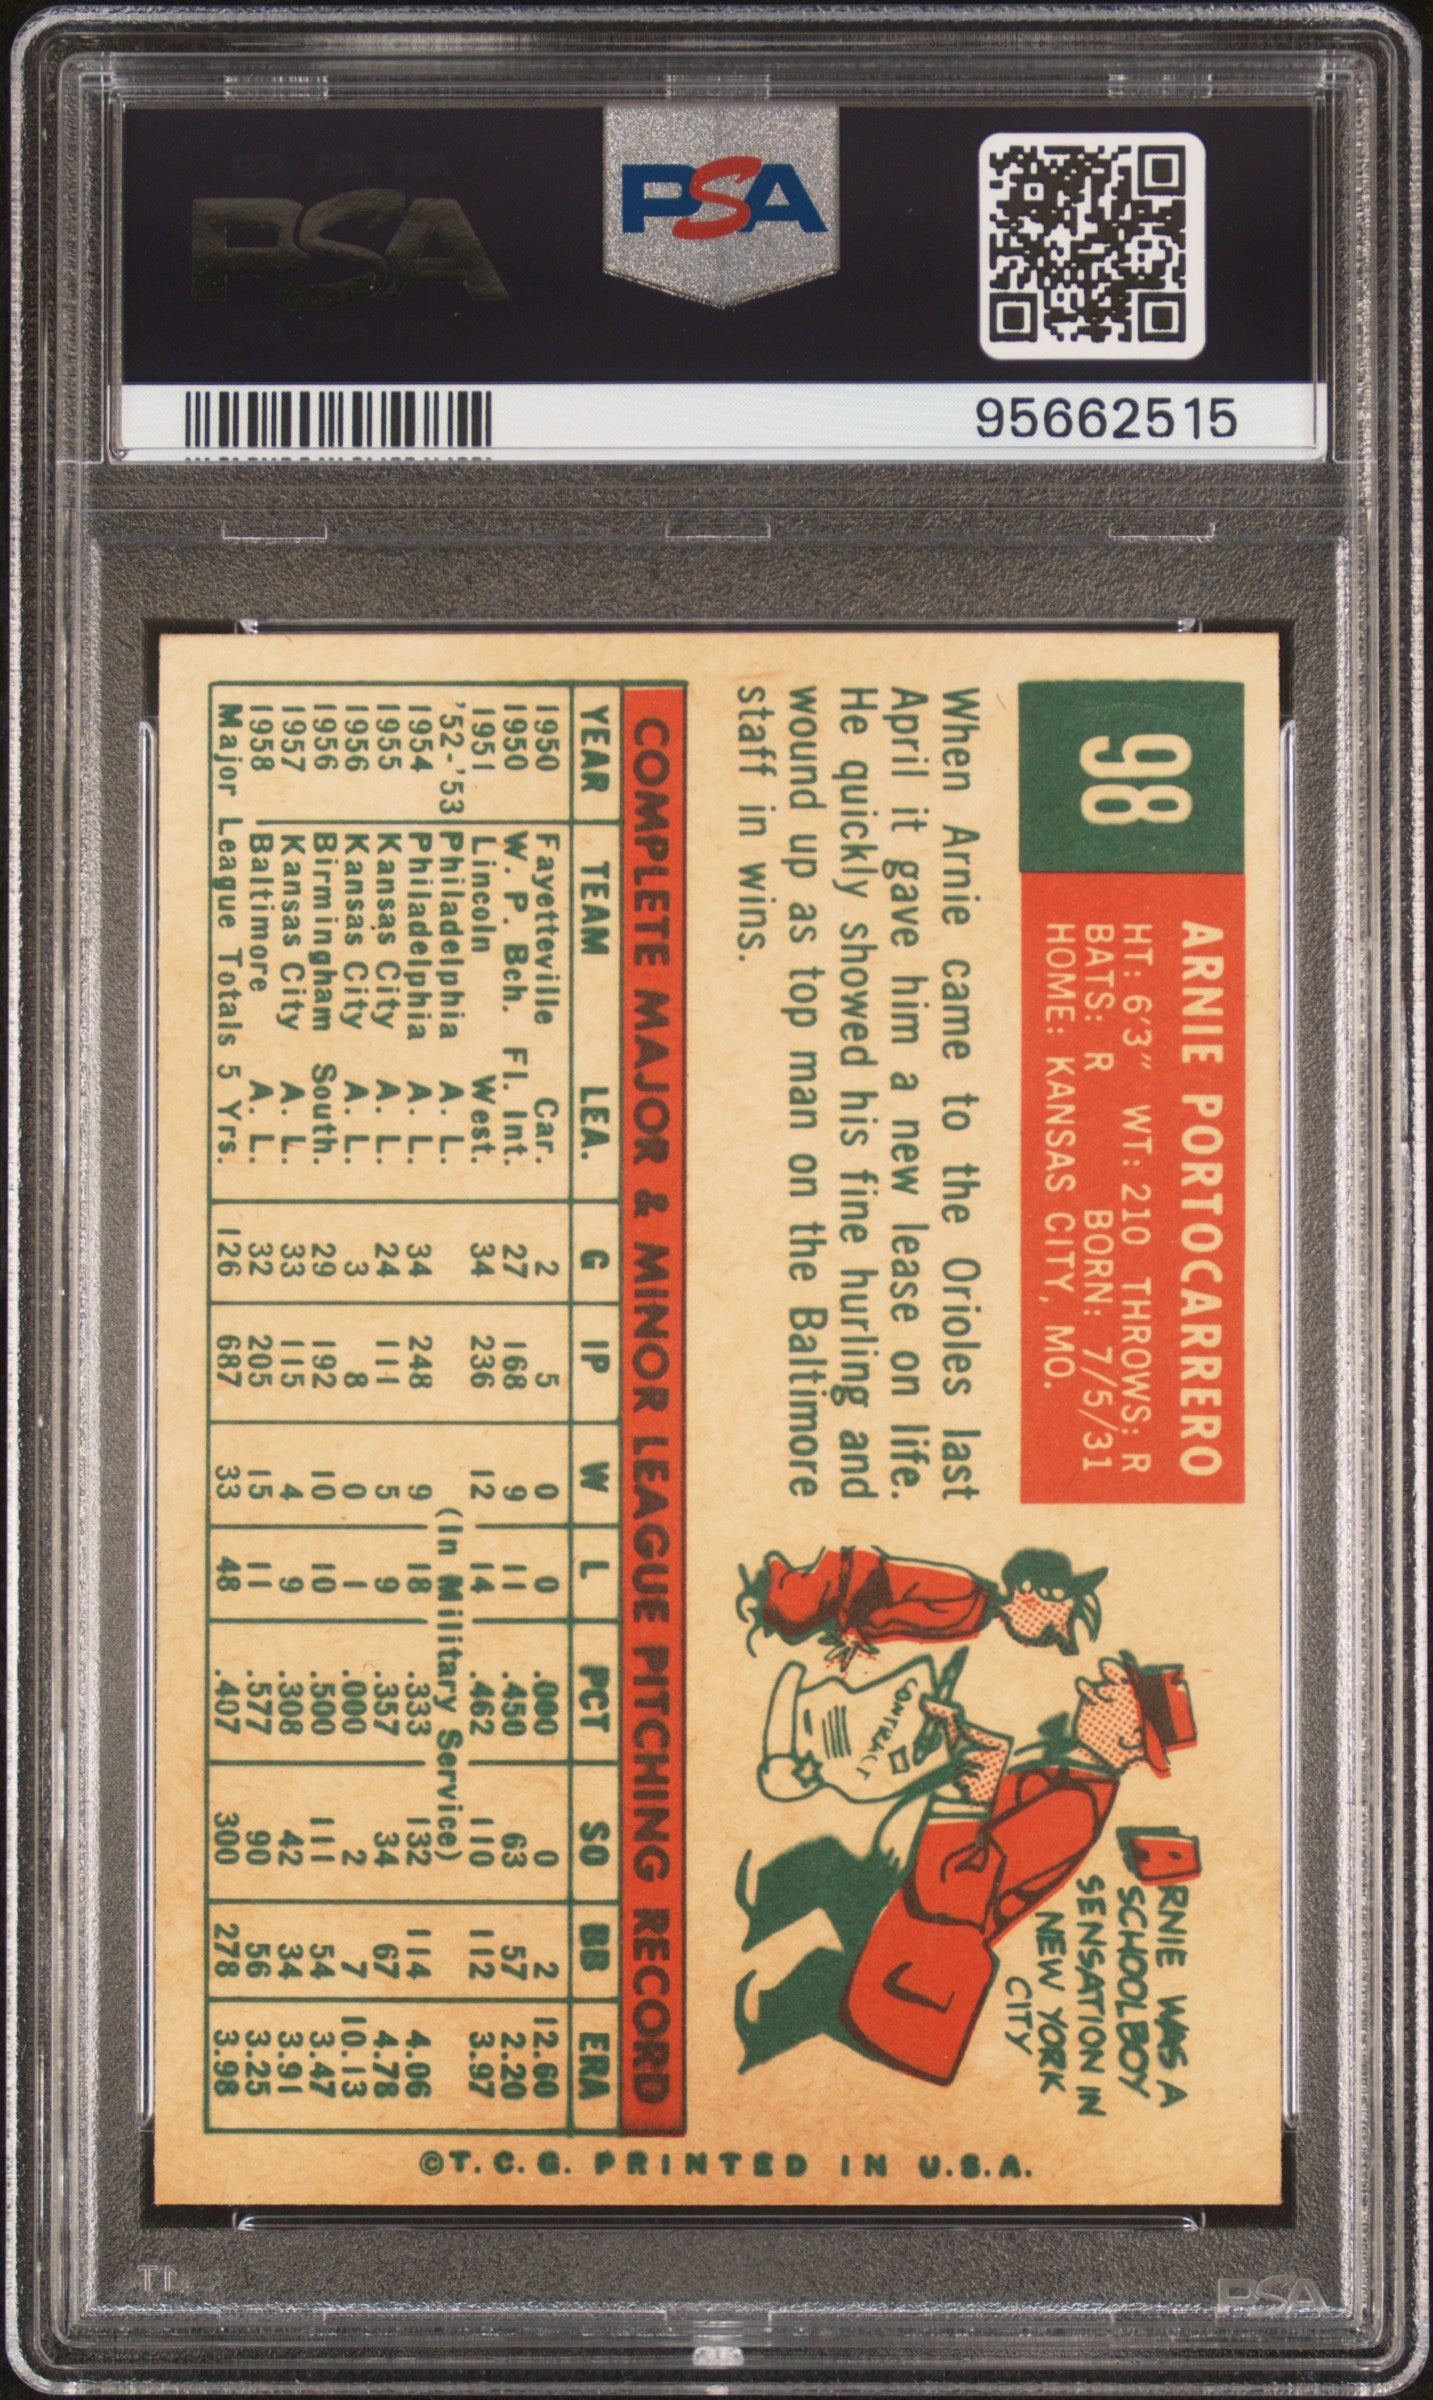 PSA
PSA
95662515
98
ARNIE PORTOCARRERO
HT: 6'3" WT: 210 THROWS: R
BATS: R BORN: 7/5/31
HOME: KANSAS CITY, MO.
When Arnie came to the Orioles last
April it gave him a new lease on life.
He quickly showed his fine hurling and
wound up as top man on the Baltimore
staff in wins.
ARNIE WAS A
SCHOOLBOY
SENSATION IN
NEW YORK
CITY
CONTRACT
COMPLETE MAJOR & MINOR LEAGUE PITCHING RECORD
YEAR TEAM LEA. G IP W L PCT SO BB ERA
1950 Fayetteville Car. 2 5 0 0 .000 0 2 12.60
1950 W. P. Bch. Fl. Int. 27 168 9 11 .450 63 57 2.20
1951 Lincoln West. 34 236 12 14 .462 110 112 3.97
'52-'53 Philadelphia A. L. (In Military Service)
1954 Philadelphia A. L. 34 248 9 18 .333 132 114 4.06
1955 Kansas City A. L. 24 111 5 9 .357 34 67 4.78
1956 Kansas City A. L. 3 8 0 1 .000 2 7 10.13
1956 Birmingham South. 29 192 10 10 .500 111 54 3.47
1957 Kansas City A. L. 33 115 4 9 .308 42 34 3.91
1958 Baltimore A. L. 32 205 15 11 .577 90 56 3.25
Major League Totals 5 Yrs. 126 687 33 48 .407 300 278 3.98
©T.C.G. PRINTED IN U.S.A.
PSA